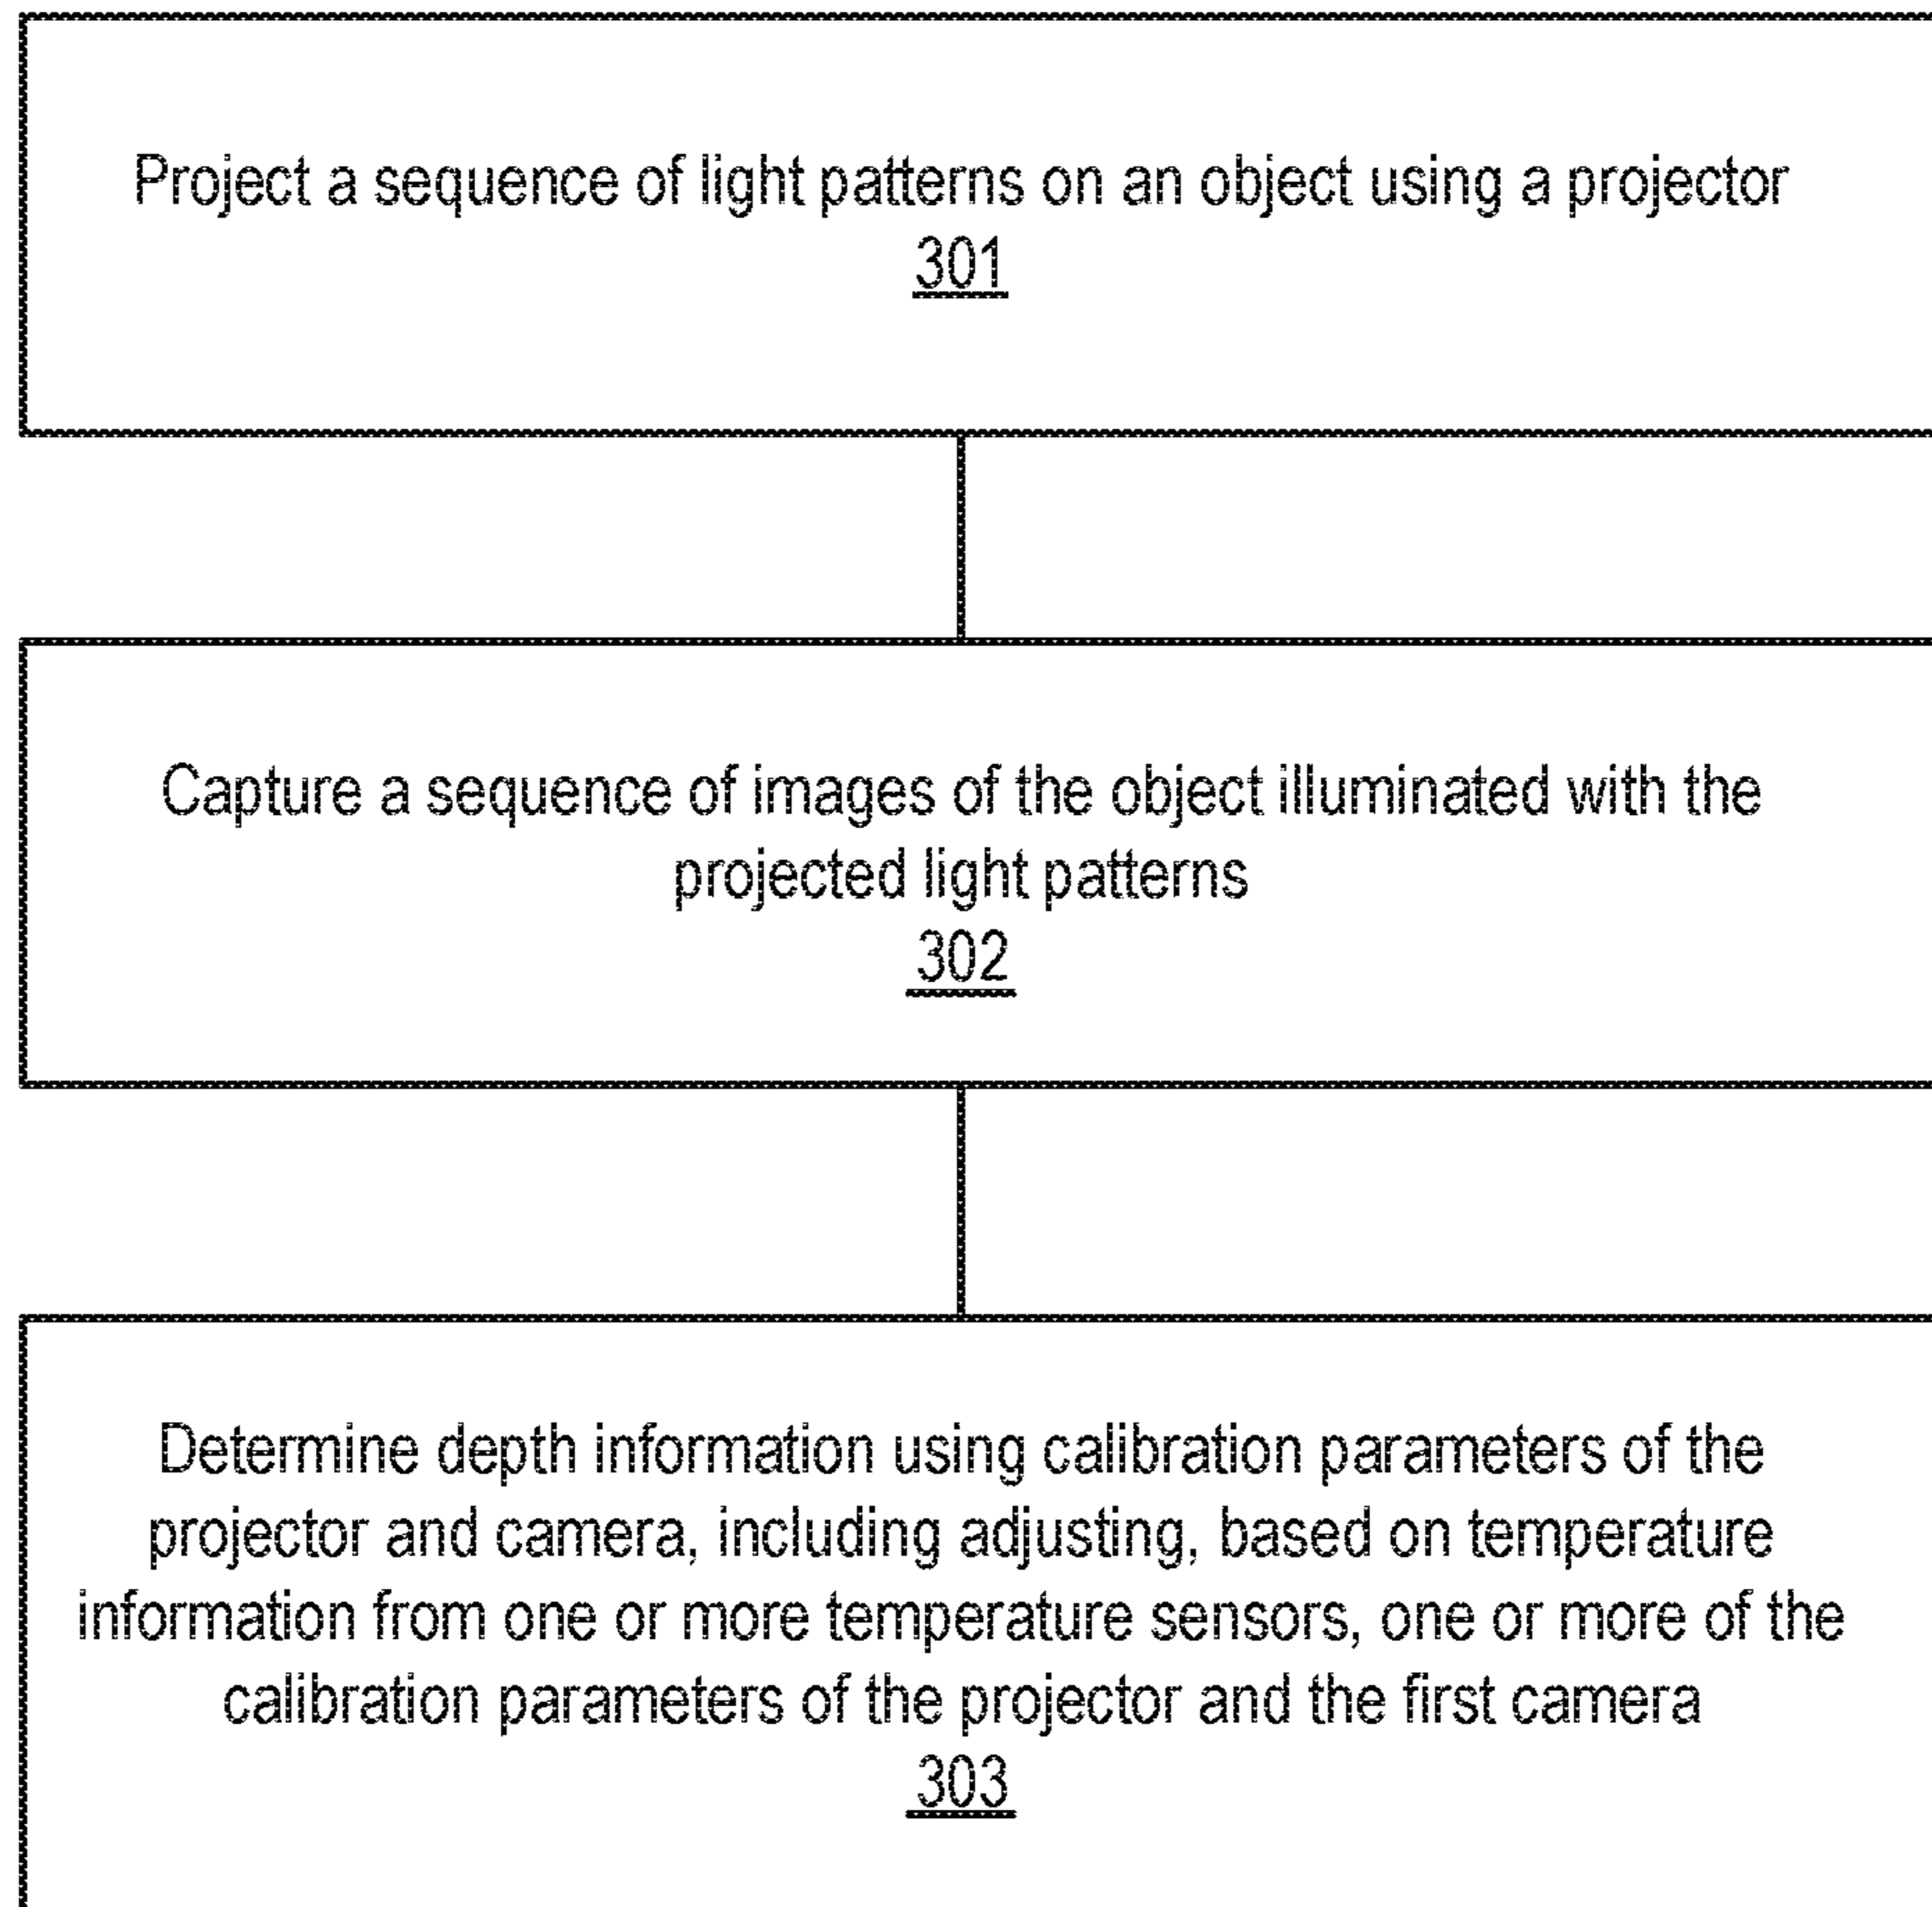 Project a sequence of light patterns on an object using a projector
301
Capture a sequence of images of the object illuminated with the
projected light patterns
302
Determine depth information using calibration parameters of the
projector and camera, including adjusting, based on temperature
information from one or more temperature sensors, one or more of the
calibration parameters of the projector and the first camera
303